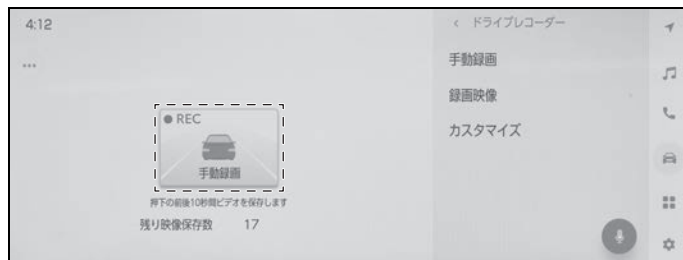 4:12
< ドライブレコーダー
手動録画
録画映像
カスタマイズ
REC
手動録画
押下の前後10秒間ビデオを保存します
残り映像保存数 17